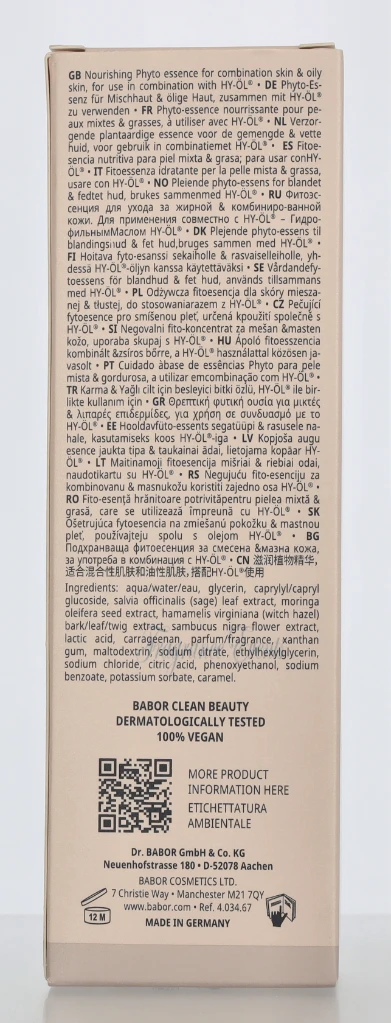 GB Nourishing Phyto essence for combination skin & oily
skin, for use in combination with HY-ÖL® • DE Phyto-Es-
senz für Mischhaut & ölige Haut, zusammen mit HY-ÖL®
zu verwenden • FR Phyto-essence nourrissante pour pe-
aux mixtes & grasses, à utiliser avec HY-ÖL® • NL Verzor-
gende plantaardige essence voor de gemengde & vette
huid, voor gebruik in combinatiemet HY-ÖL® • ES Fitoe-
sencia nutritiva para piel mixta & grasa; para usar conHY-
ÖL® • IT Fitoessenza idratante per la pelle mista & grassa,
usare con HY-ÖL® • NO Pleiende phyto-essens for blandet
& fedtet hud, brukes sammenmed HY-ÖL® • RU Фитоэс-
сенция для ухода за жирной & комбиниро-ванной
кожи. Для применения совместно с HY-ÖL® – Гидро-
фильнымМаслом HY-ÖL® • DK Plejende phyto-essens til
blandingshud & fet hud,bruges sammen med HY-ÖL® •
FI Hoitava fyto-esanssi sekaiholle & rasvaiselleiholle, yh-
dessä HY-ÖL®-öljyn kanssa käytettäväksi • SE Vårdandefy-
toessens för blandhud & fet hud, används tillsammans
med HY-ÖL® • PL Odżywcza fitoesencja dla skóry miesza-
nej & tłustej, do stosowaniarazem z HY-ÖL® • CZ Pečující
fytoesence pro smíšenou pleť, určená kpoužití společně s
HY-ÖL® • SI Negovalni fito-koncentrat za mešan &masten
kožo, uporaba skupaj s HY-ÖL® • HU Ápoló fitoesszencia
kombinált &zsíros bőrre, a HY-ÖL® használattal közösen ja-
vasolt • PT Cuidado àbase de essências Phyto para pele
mista & gordurosa, a utilizar emcombinação com HY-ÖL® •
TR Karma & Yağlı cilt için besleyici bitki özlü, HY-ÖL® ile bir-
likte kullanım için • GR Θρεπτική φυτική ουσία για μικτές
& λιπαρές επιδερμίδες, για χρήση σε συνδυασμό με το
HY-ÖL® • EE Hooldavfüto-essents segatüüpi & rasusele na-
hale, kasutamiseks koos HY-ÖL®-iga • LV Kopjoša augu
esence jaukta tipa & taukainai ādai, lietojama kopāar HY-
ÖL® • LT Maitinamoji fitoesencija mišriai & riebiai odai,
naudotikartu su HY-ÖL® • RS Negujuću fito-esenciju za
kombinovanu & masnukožu koristiti zajedno osa HY-ÖL® •
RO Fito-esență hrănitoare potrivităpentru pielea mixtă &
grasă, care se utilizează împreună cu HY-ÖL® • SK
Ošetrujúca fytoesencia na zmiešanú pokožku & mastnou
pleť, používajteju spolu s olejom HY-ÖL® • BG
Подхранваща фитоесенция за смесена &мазна кожа,
за употреба в комбинация с HY-ÖL® • CN 滋润植物精华,
适合混合性肌肤和油性肌肤, 搭配HY-ÖL®使用
Ingredients: aqua/water/eau, glycerin, caprylyl/capryl
glucoside, salvia officinalis (sage) leaf extract, moringa
oleifera seed extract, hamamelis virginiana (witch hazel)
bark/leaf/twig extract, sambucus nigra flower extract,
lactic acid, carrageenan, parfum/fragrance, xanthan
gum, maltodextrin, sodium citrate, ethylhexylglycerin,
sodium chloride, citric acid, phenoxyethanol, sodium
benzoate, potassium sorbate, caramel.
BABOR CLEAN BEAUTY
DERMATOLOGICALLY TESTED
100% VEGAN
MORE PRODUCT
INFORMATION HERE
ETICHETTATURA
AMBIENTALE
Dr. BABOR GmbH & Co. KG
Neuenhofstrasse 180 • D-52078 Aachen
BABOR COSMETICS LTD.
7 Christie Way • Manchester M21 7QY
www.babor.com • Ref. 4.034.67
12 M
MADE IN GERMANY